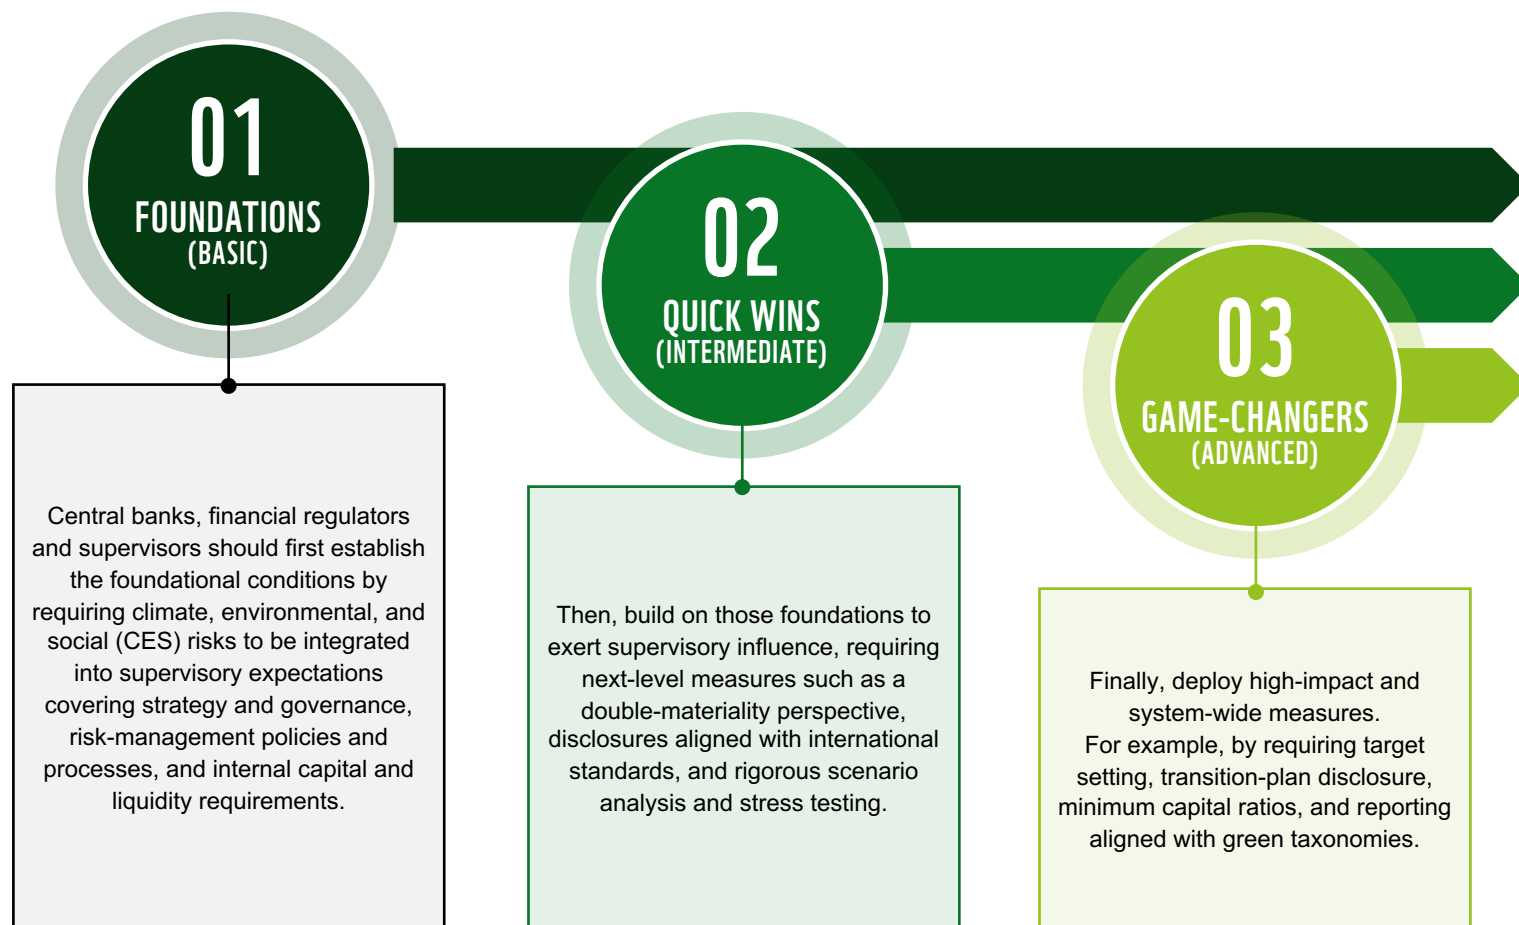 01
FOUNDATIONS
(BASIC)
Central banks, financial regulators
and supervisors should first establish
the foundational conditions by
requiring climate, environmental, and
social (CES) risks to be integrated
into supervisory expectations
covering strategy and governance,
risk-management policies and
processes, and internal capital and
liquidity requirements.
02
QUICK WINS
(INTERMEDIATE)
Then, build on those foundations to
exert supervisory influence, requiring
next-level measures such as a
double-materiality perspective,
disclosures aligned with international
standards, and rigorous scenario
analysis and stress testing.
03
GAME-CHANGERS
(ADVANCED)
Finally, deploy high-impact and
system-wide measures.
For example, by requiring target
setting, transition-plan disclosure,
minimum capital ratios, and reporting
aligned with green taxonomies.